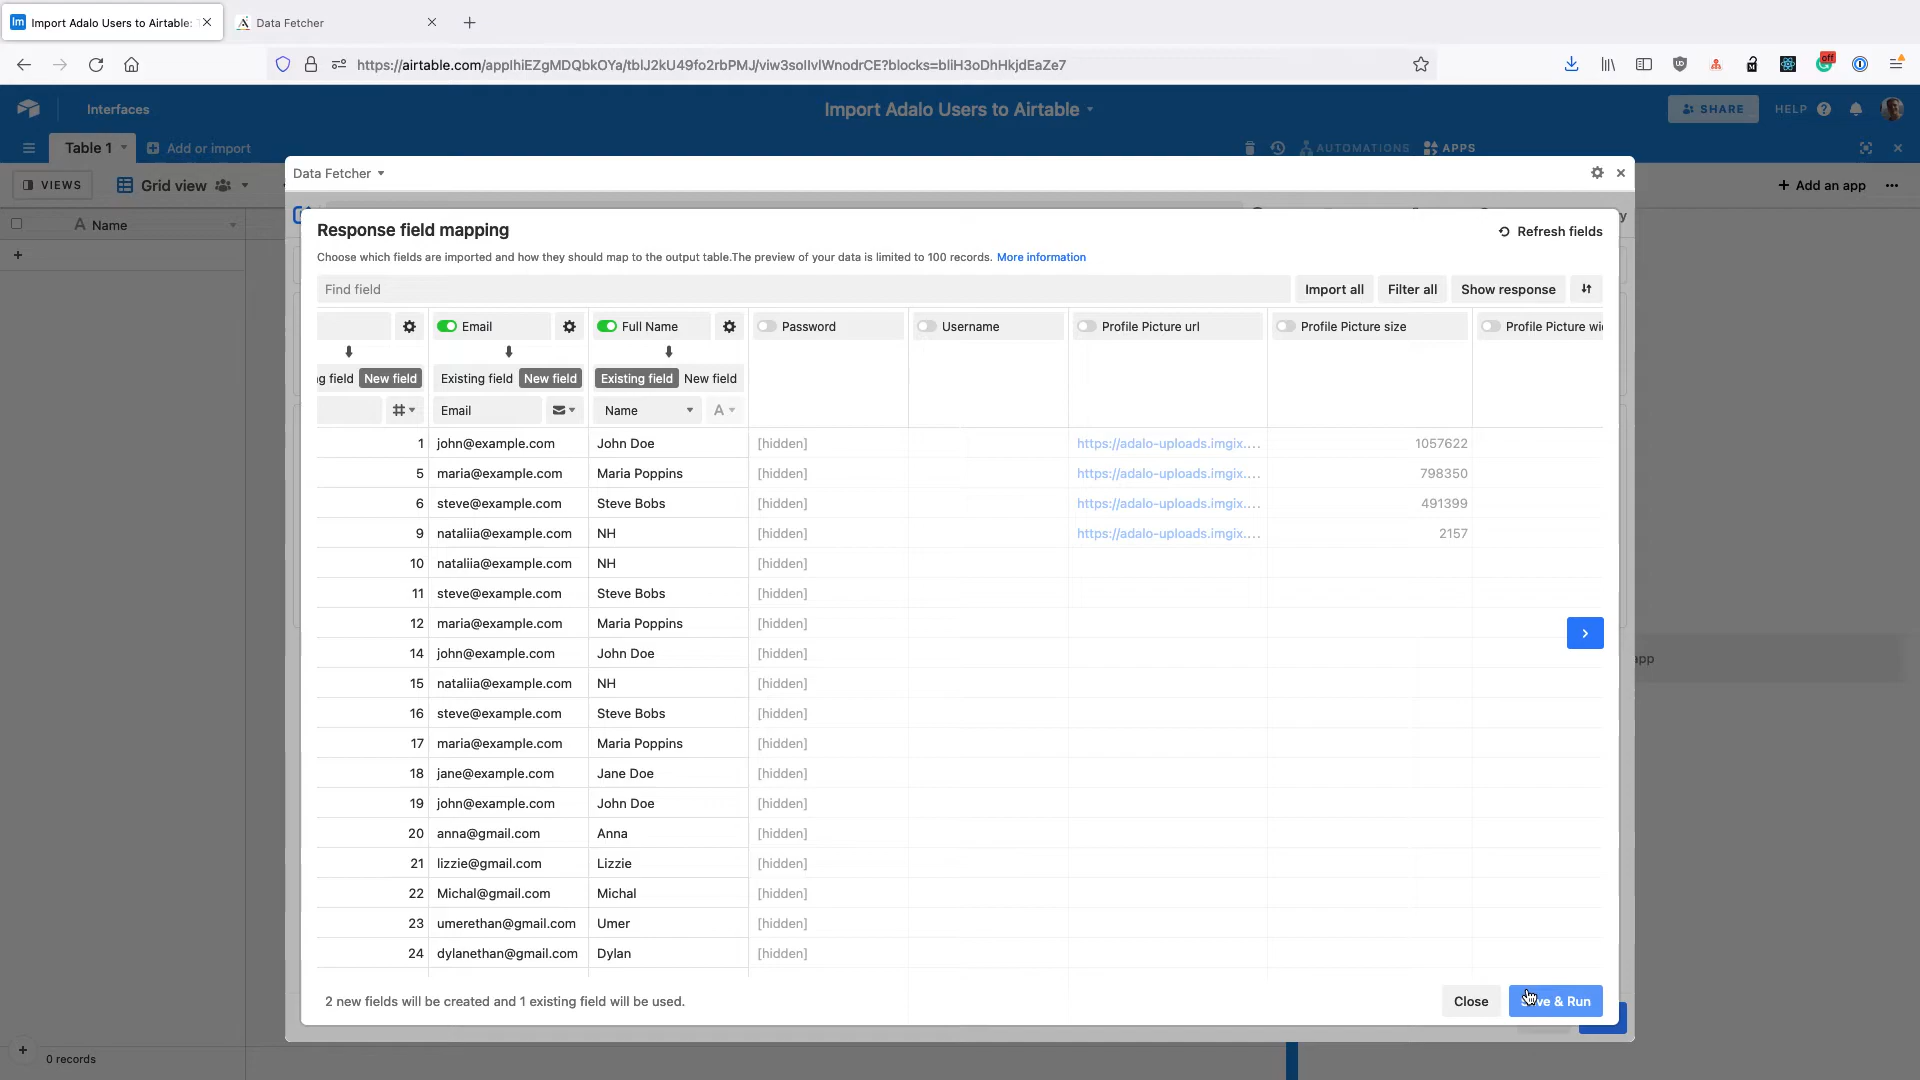 Import Adalo Users to Airtable:
Data Fetcher
https://airtable.com/applhiEZgMDQbkOYa/tblJ2kU49fo2rbPMJ/viw3solIvlWnodrCE?blocks=bliH3oDhHkjdEaZe7
off
Interfaces
Import Adalo Users to Airtable
SHARE
HELP
Table 1
Add or import
AUTOMATIONS
APPS
VIEWS
Grid view
Data Fetcher
Add an app
Name
Response field mapping
Refresh fields
Choose which fields are imported and how they should map to the output table.The preview of your data is limited to 100 records. More information
Find field
Import all
Filter all
Show response
Email
Full Name
Password
Username
Profile Picture url
Profile Picture size
Profile Picture wi
g field New field
Existing field New field
Existing field New field
Email
Name
1 john@example.com John Doe [hidden] https://adalo-uploads.imgix.... 1057622
5 maria@example.com Maria Poppins [hidden] https://adalo-uploads.imgix.... 798350
6 steve@example.com Steve Bobs [hidden] https://adalo-uploads.imgix.... 491399
9 nataliia@example.com NH [hidden] https://adalo-uploads.imgix.... 2157
10 nataliia@example.com NH [hidden]
11 steve@example.com Steve Bobs [hidden]
12 maria@example.com Maria Poppins [hidden]
14 john@example.com John Doe [hidden]
15 nataliia@example.com NH [hidden]
16 steve@example.com Steve Bobs [hidden]
17 maria@example.com Maria Poppins [hidden]
18 jane@example.com Jane Doe [hidden]
19 john@example.com John Doe [hidden]
20 anna@gmail.com Anna [hidden]
21 lizzie@gmail.com Lizzie [hidden]
22 Michal@gmail.com Michal [hidden]
23 umerethan@gmail.com Umer [hidden]
24 dylanethan@gmail.com Dylan [hidden]
app
2 new fields will be created and 1 existing field will be used.
Close
Save & Run
0 records